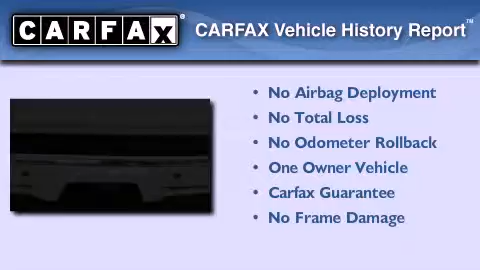 CARFAX® CARFAX Vehicle History Report™
• No Airbag Deployment
• No Total Loss
• No Odometer Rollback
• One Owner Vehicle
• Carfax Guarantee
• No Frame Damage